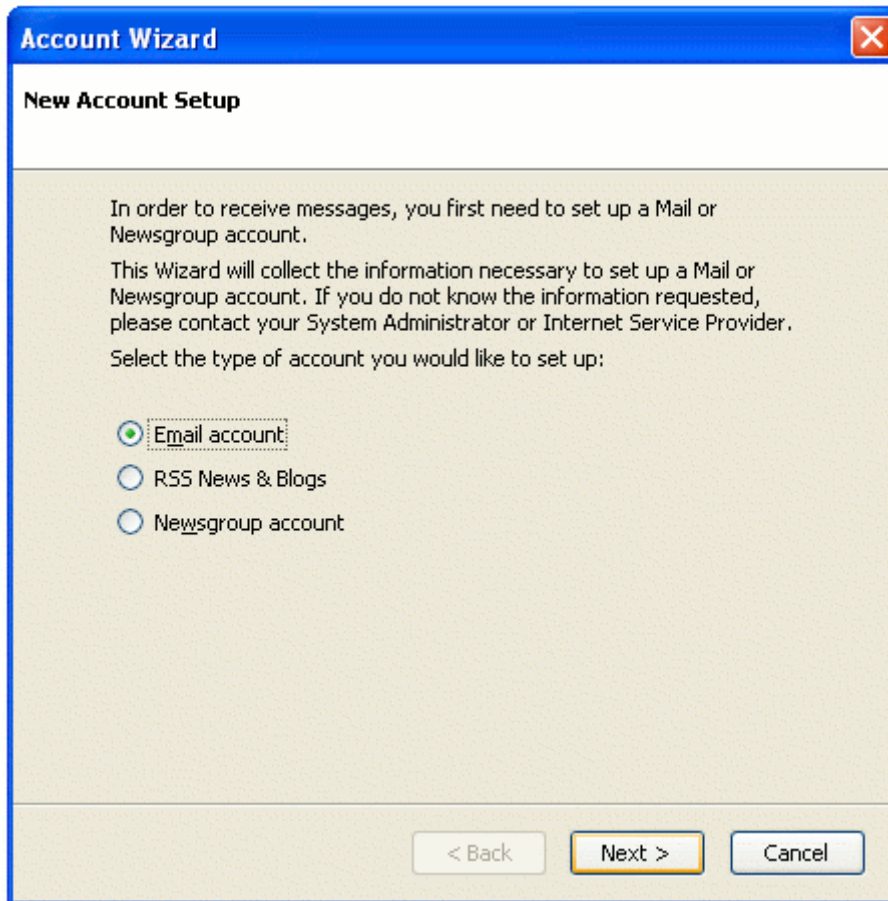 Account Wizard
New Account Setup
In order to receive messages, you first need to set up a Mail or
Newsgroup account.
This Wizard will collect the information necessary to set up a Mail or
Newsgroup account. If you do not know the information requested,
please contact your System Administrator or Internet Service Provider.
Select the type of account you would like to set up:
Email account
RSS News & Blogs
Newsgroup account
< Back Next > Cancel